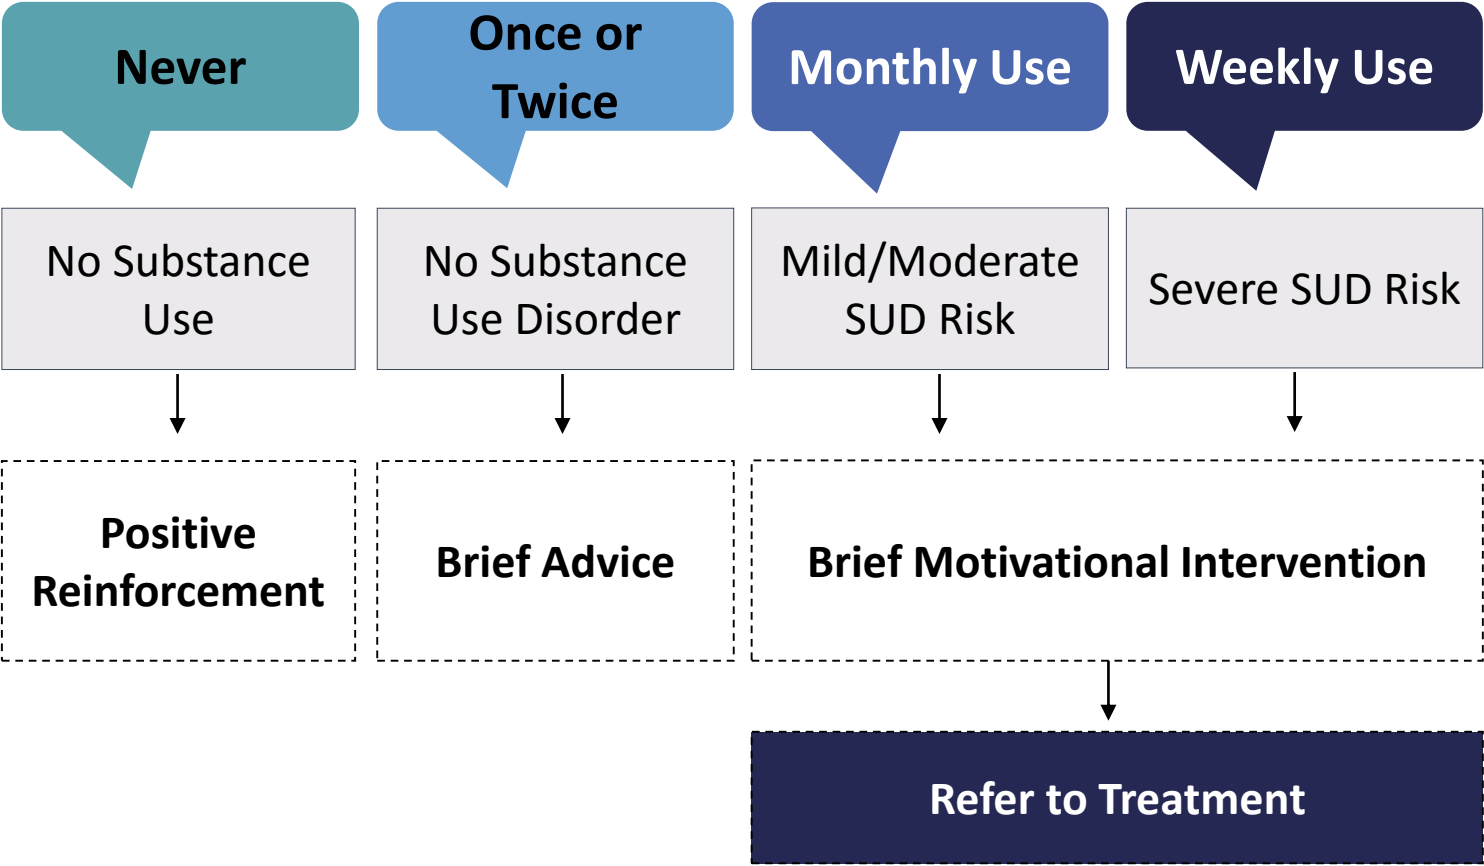 Never
Once or
Twice
Monthly Use
Weekly Use
No Substance
Use
No Substance
Use Disorder
Mild/Moderate
SUD Risk
Severe SUD Risk
Positive
Reinforcement
Brief Advice
Brief Motivational Intervention
Refer to Treatment